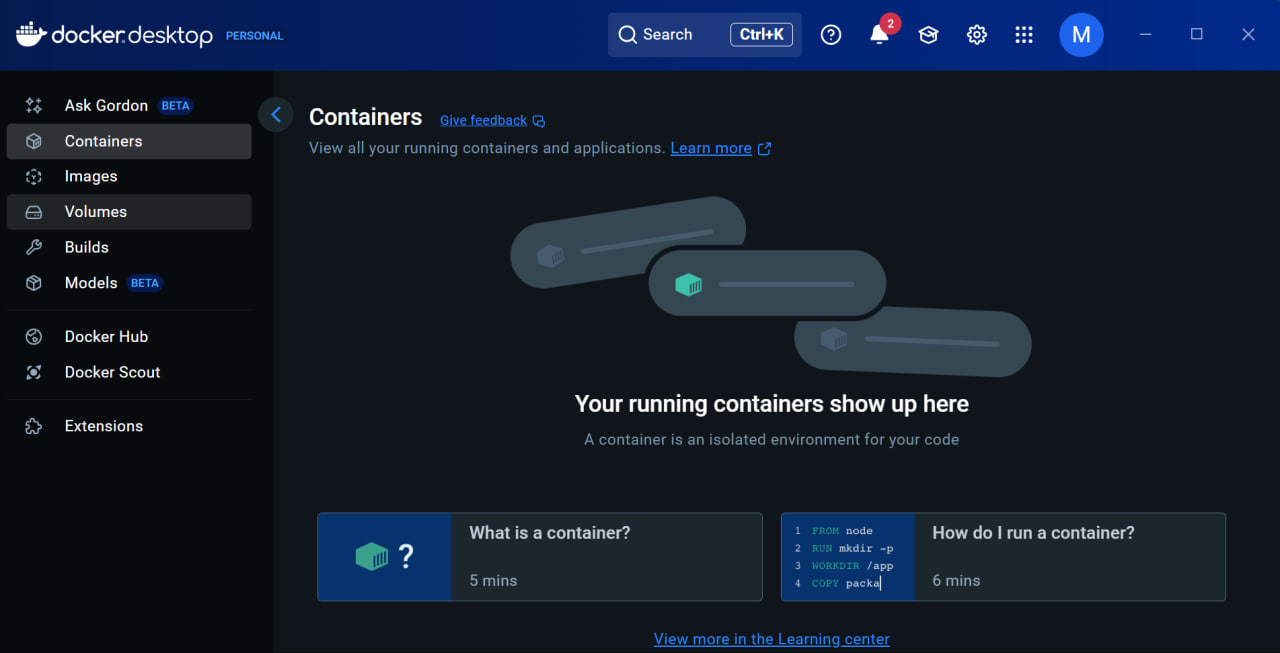 docker.desktop PERSONAL
Search Ctrl+K
2
M
Ask Gordon BETA
Containers
Images
Volumes
Builds
Models BETA
Docker Hub
Docker Scout
Extensions
Containers Give feedback
View all your running containers and applications. Learn more
Your running containers show up here
A container is an isolated environment for your code
?
What is a container?
5 mins
1 FROM node
2 RUN mkdir -p
3 WORKDIR /app
4 COPY packa
How do I run a container?
6 mins
View more in the Learning center